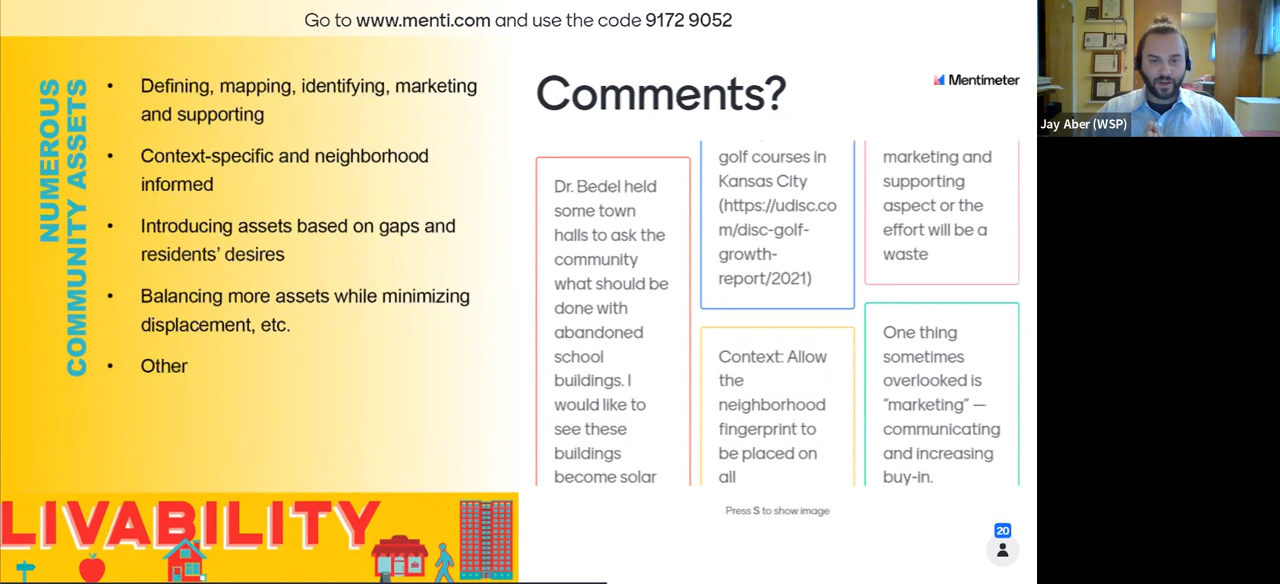 Go to www.menti.com and use the code 9172 9052
NUMEROUS
COMMUNITY ASSETS
• Defining, mapping, identifying, marketing
and supporting
• Context-specific and neighborhood
informed
• Introducing assets based on gaps and
residents' desires
• Balancing more assets while minimizing
displacement, etc.
• Other
LIVABILITY
Comments?
Mentimeter
Dr. Bedel held
some town
halls to ask the
community
what should be
done with
abandoned
school
buildings. I
would like to
see these
buildings
become solar
golf courses in
Kansas City
(https://udisc.co
m/disc-golf-
growth-
report/2021)
Context: Allow
the
neighborhood
fingerprint to
be placed on
all
marketing and
supporting
aspect or the
effort will be a
waste
One thing
sometimes
overlooked is
"marketing" —
communicating
and increasing
buy-in.
Press S to show image
20
Jay Aber (WSP)